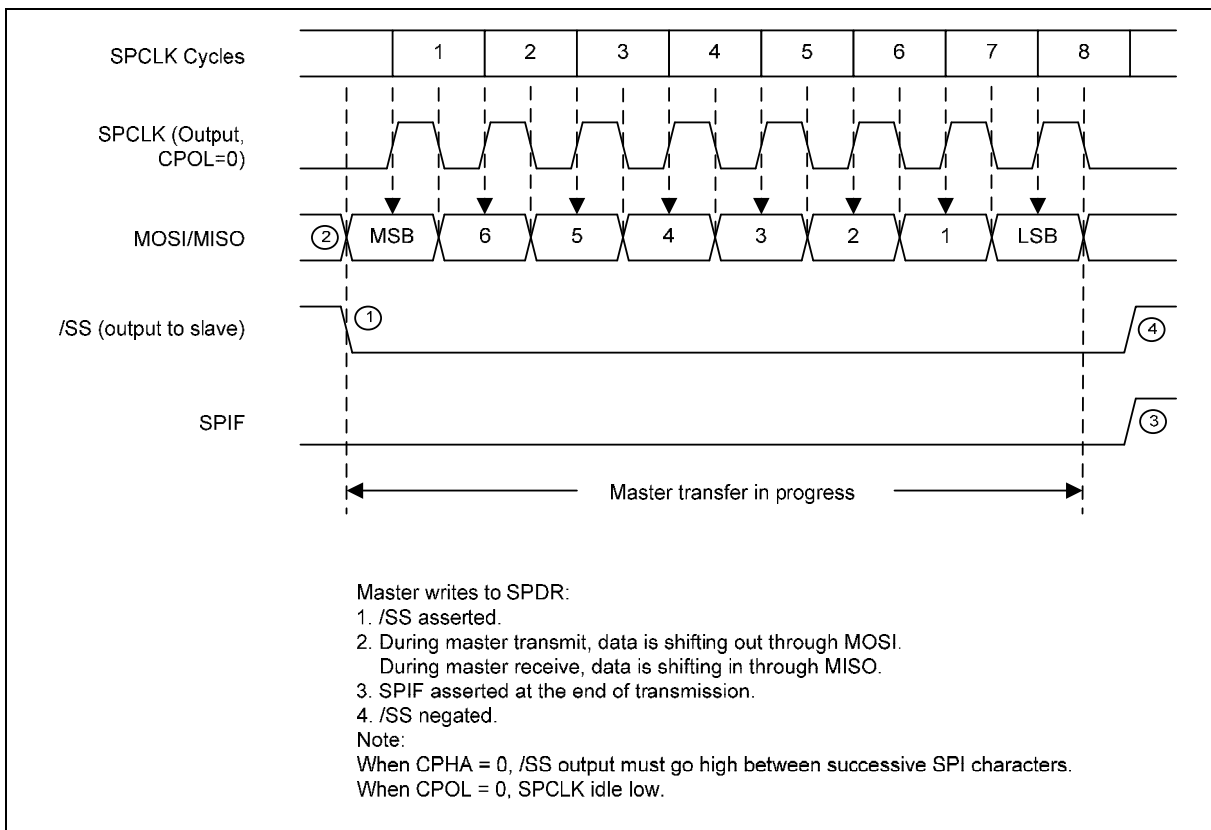 SPCLK Cycles
1 2 3 4 5 6 7 8
SPCLK (Output,
CPOL=0)
MOSI/MISO
2 MSB 6 5 4 3 2 1 LSB
/SS (output to slave)
1
4
SPIF
3
Master transfer in progress
Master writes to SPDR:
1. /SS asserted.
2. During master transmit, data is shifting out through MOSI.
During master receive, data is shifting in through MISO.
3. SPIF asserted at the end of transmission.
4. /SS negated.
Note:
When CPHA = 0, /SS output must go high between successive SPI characters.
When CPOL = 0, SPCLK idle low.